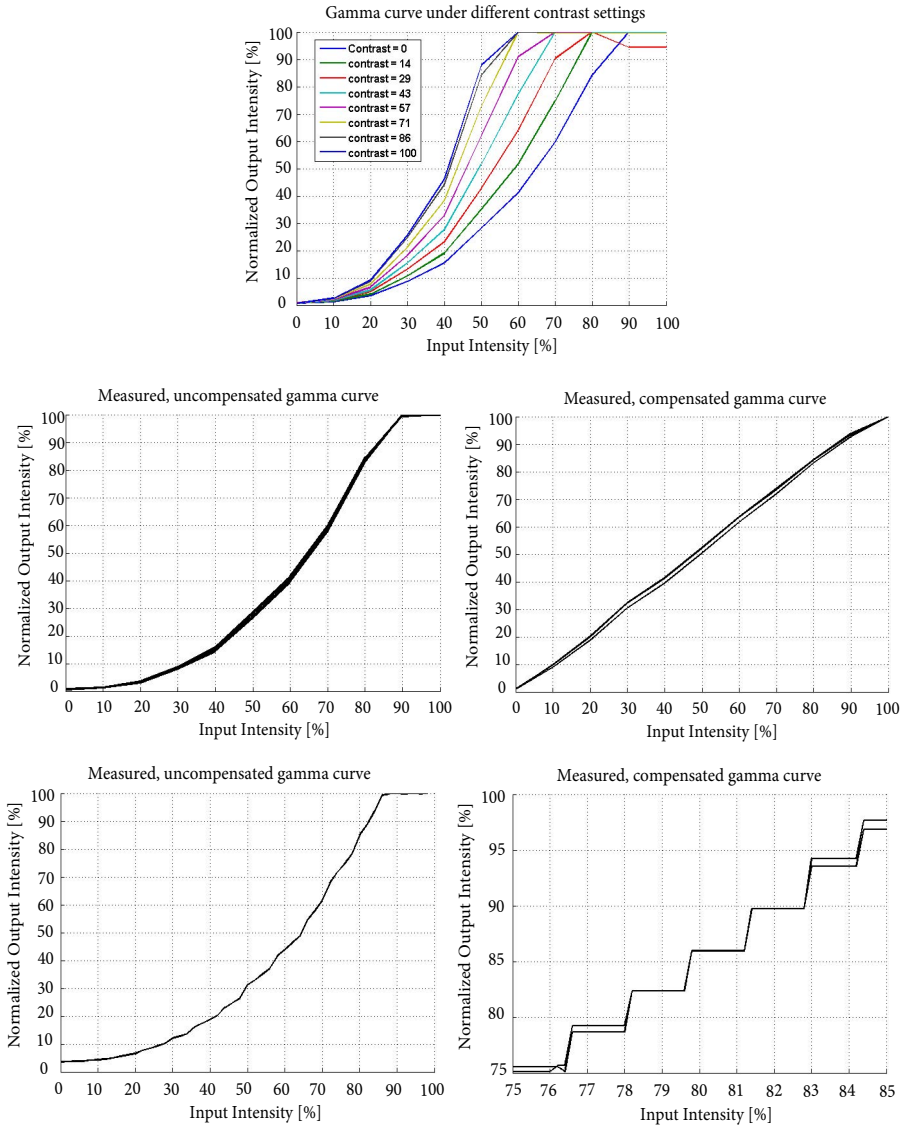 Gamma curve under different contrast settings
Normalized Output Intensity [%]
100
90
80
70
60
50
40
30
20
10
0
Contrast = 0
contrast = 14
contrast = 29
contrast = 43
contrast = 57
contrast = 71
contrast = 86
contrast = 100
0 10 20 30 40 50 60 70 80 90 100
Input Intensity [%]
Measured, uncompensated gamma curve
Normalized Output Intensity [%]
100
90
80
70
60
50
40
30
20
10
0
0 10 20 30 40 50 60 70 80 90 100
Input Intensity [%]
Measured, compensated gamma curve
Normalized Output Intensity [%]
100
90
80
70
60
50
40
30
20
10
0
0 10 20 30 40 50 60 70 80 90 100
Input Intensity [%]
Measured, uncompensated gamma curve
Normalized Output Intensity [%]
100
90
80
70
60
50
40
30
20
10
0
0 10 20 30 40 50 60 70 80 90 100
Input Intensity [%]
Measured, compensated gamma curve
Normalized Output Intensity [%]
100
95
90
85
80
75
75 76 77 78 79 80 81 82 83 84 85
Input Intensity [%]